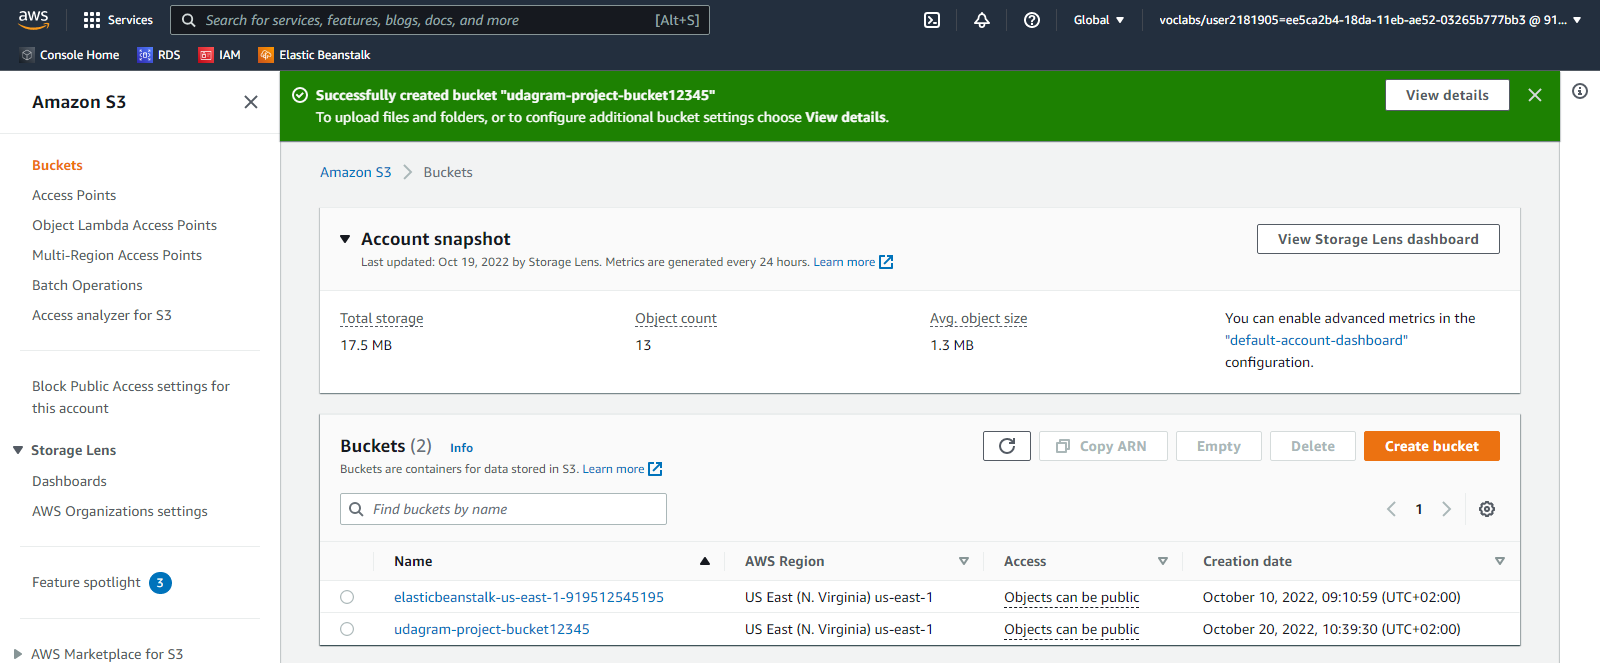 aws
Services
Search for services, features, blogs, docs, and more
[Alt+S]
Global
voclabs/user2181905=ee5ca2b4-18da-11eb-ae52-03265b777bb3 @ 91...
Console Home
RDS
IAM
Elastic Beanstalk
Amazon S3
Buckets
Access Points
Object Lambda Access Points
Multi-Region Access Points
Batch Operations
Access analyzer for S3
Block Public Access settings for
this account
Storage Lens
Dashboards
AWS Organizations settings
Feature spotlight 3
AWS Marketplace for S3
Successfully created bucket "udagram-project-bucket12345"
To upload files and folders, or to configure additional bucket settings choose View details.
View details
Amazon S3 Buckets
Account snapshot
Last updated: Oct 19, 2022 by Storage Lens. Metrics are generated every 24 hours. Learn more
View Storage Lens dashboard
Total storage
17.5 MB
Object count
13
Avg. object size
1.3 MB
You can enable advanced metrics in the
"default-account-dashboard"
configuration.
Buckets (2) Info
Buckets are containers for data stored in S3. Learn more
Copy ARN
Empty
Delete
Create bucket
Find buckets by name
1
Name AWS Region Access Creation date
elasticbeanstalk-us-east-1-919512545195 US East (N. Virginia) us-east-1 Objects can be public October 10, 2022, 09:10:59 (UTC+02:00)
udagram-project-bucket12345 US East (N. Virginia) us-east-1 Objects can be public October 20, 2022, 10:39:30 (UTC+02:00)